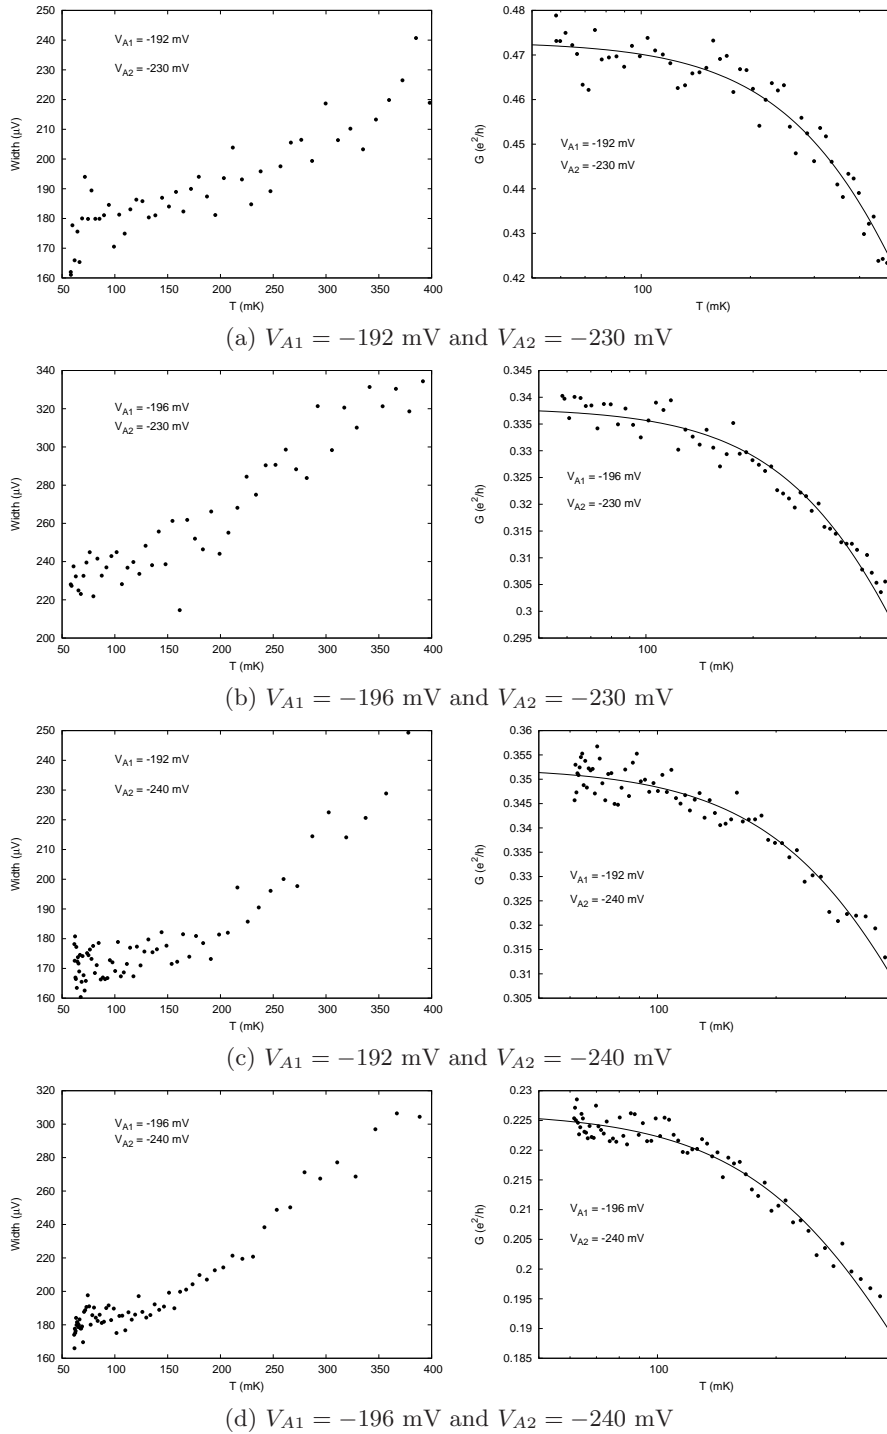 250
240
230
220
210
200
190
180
170
160
50 100 150 200 250 300 350 400
Width (μV)
T (mK)
V_A1 = -192 mV
V_A2 = -230 mV
0.48
0.47
0.46
0.45
0.44
0.43
0.42
100
G (e²/h)
T (mK)
V_A1 = -192 mV
V_A2 = -230 mV
(a) V_A1 = −192 mV and V_A2 = −230 mV
340
320
300
280
260
240
220
200
50 100 150 200 250 300 350 400
Width (μV)
T (mK)
V_A1 = -196 mV
V_A2 = -230 mV
0.345
0.34
0.335
0.33
0.325
0.32
0.315
0.31
0.305
0.3
0.295
100
G (e²/h)
T (mK)
V_A1 = -196 mV
V_A2 = -230 mV
(b) V_A1 = −196 mV and V_A2 = −230 mV
250
240
230
220
210
200
190
180
170
160
50 100 150 200 250 300 350 400
Width (μV)
T (mK)
V_A1 = -192 mV
V_A2 = -240 mV
0.36
0.355
0.35
0.345
0.34
0.335
0.33
0.325
0.32
0.315
0.31
0.305
100
G (e²/h)
T (mK)
V_A1 = -192 mV
V_A2 = -240 mV
(c) V_A1 = −192 mV and V_A2 = −240 mV
320
300
280
260
240
220
200
180
160
50 100 150 200 250 300 350 400
Width (μV)
T (mK)
V_A1 = -196 mV
V_A2 = -240 mV
0.23
0.225
0.22
0.215
0.21
0.205
0.2
0.195
0.19
0.185
100
G (e²/h)
T (mK)
V_A1 = -196 mV
V_A2 = -240 mV
(d) V_A1 = −196 mV and V_A2 = −240 mV